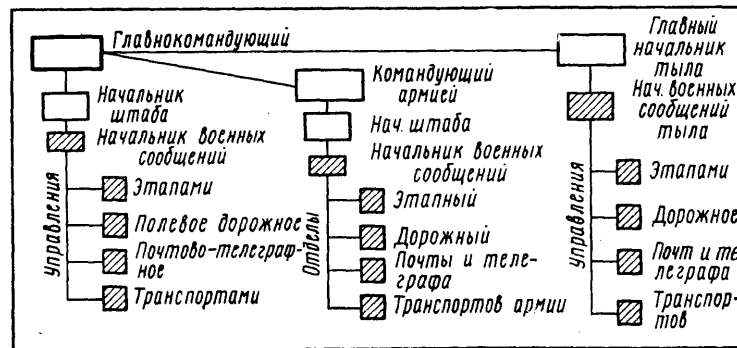 Главнокомандующий
Начальник
штаба
Начальник военных
сообщений
Управления
Этапами
Полевое дорожное
Почтово-телеграф-
ное
Транспортами
Командующий
армией
Нач. штаба
Начальник военных
сообщений
Отделы
Этапный
Дорожный
Почты и теле-
графа
Транспортов армии
Главный
начальник
тыла
Нач. военных
сообщений
тыла
Управления
Этапами
Дорожное
Почт и те
леграфа
Транспор-
тов